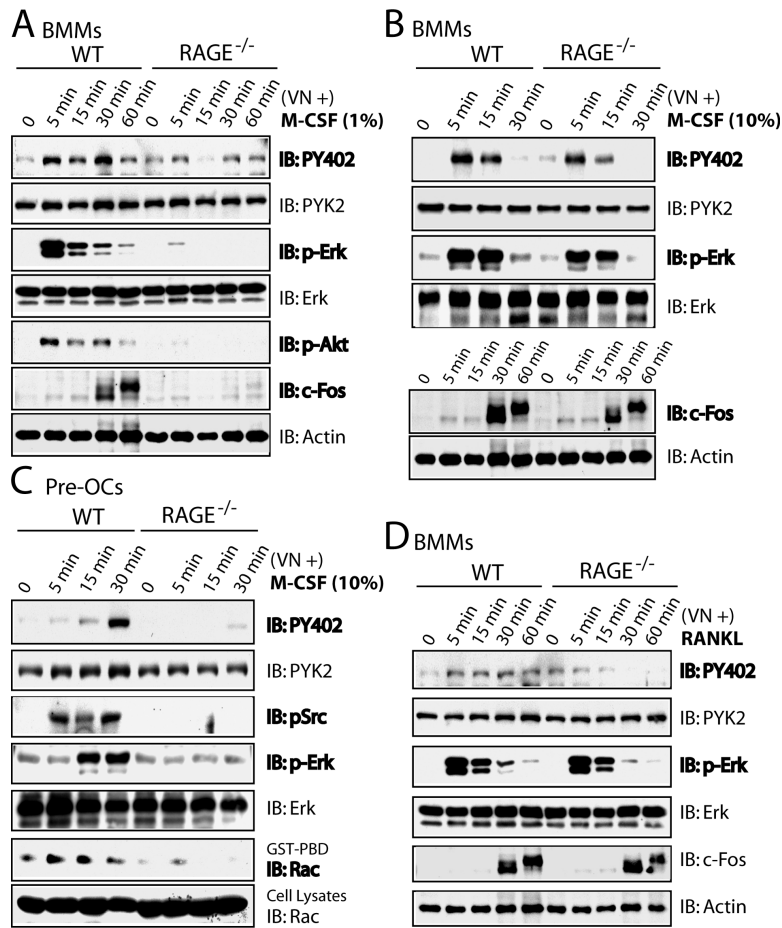 A BMMs
WT RAGE-/-
0 5 min 15 min 30 min 60 min 0 5 min 15 min 30 min 60 min
(VN +)
M-CSF (1%)
IB: PY402
IB: PYK2
IB: p-Erk
IB: Erk
IB: p-Akt
IB: c-Fos
IB: Actin
B BMMs
WT RAGE-/-
0 5 min 15 min 30 min 0 5 min 15 min 30 min
(VN +)
M-CSF (10%)
IB: PY402
IB: PYK2
IB: p-Erk
IB: Erk
0 5 min 15 min 30 min 60 min 0 5 min 15 min 30 min 60 min
IB: c-Fos
IB: Actin
C Pre-OCs
WT RAGE-/-
0 5 min 15 min 30 min 0 5 min 15 min 30 min
(VN +)
M-CSF (10%)
IB: PY402
IB: PYK2
IB: pSrc
IB: p-Erk
IB: Erk
GST-PBD
IB: Rac
Cell Lysates
IB: Rac
D BMMs
WT RAGE-/-
0 5 min 15 min 30 min 60 min 0 5 min 15 min 30 min 60 min
(VN +)
RANKL
IB: PY402
IB: PYK2
IB: p-Erk
IB: Erk
IB: c-Fos
IB: Actin